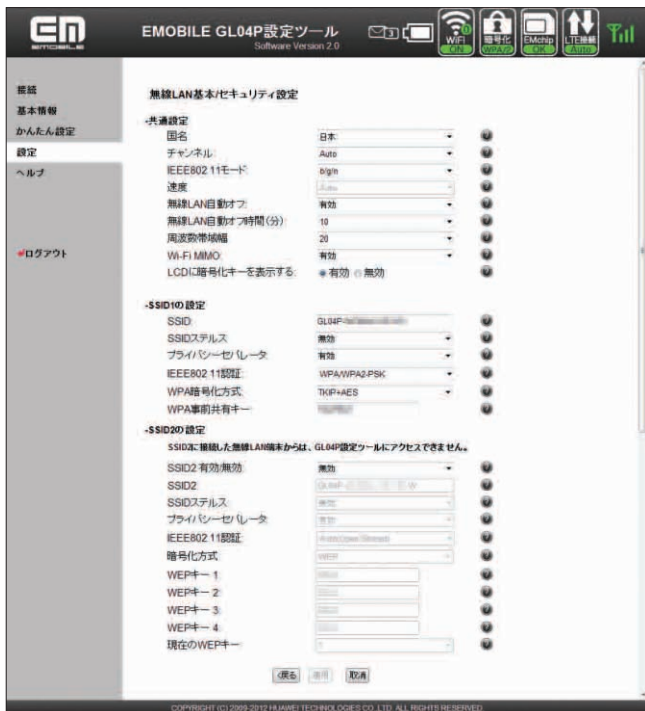 EM
EMOBILE
EMOBILE GL04P設定ツール
Software Version 2.0
3
WiFi
ON
暗号化
WPA/2
EMchip
OK
LTE接続
Auto
接続
基本情報
かんたん設定
設定
ヘルプ
ログアウト
無線LAN基本/セキュリティ設定
-共通設定
国名 日本
チャンネル Auto
IEEE802 11モード b/g/n
速度 Auto
無線LAN自動オフ: 有効
無線LAN自動オフ時間(分) 10
周波数帯域幅 20
Wi-Fi MIMO: 有効
LCDに暗号化キーを表示する: 有効 無効
-SSID1の設定
SSID: GL04P
SSIDステルス 無効
プライバシーセパレータ 有効
IEEE802 11認証: WPA/WPA2-PSK
WPA暗号化方式: TKIP+AES
WPA事前共有キー
-SSID2の設定
SSID2に接続した無線LAN端末からは、GL04P設定ツールにアクセスできません。
SSID2 有効/無効: 無効
SSID2 GL04P W
SSIDステルス 無効
プライバシーセパレータ 有効
IEEE802 11認証:
暗号化方式 WEP
WEPキー 1
WEPキー 2
WEPキー 3
WEPキー 4
現在のWEPキー 1
<戻る 適用 取消
COPYRIGHT (C) 2009-2012 HUAWEI TECHNOLOGIES CO. LTD. ALL RIGHTS RESERVED.